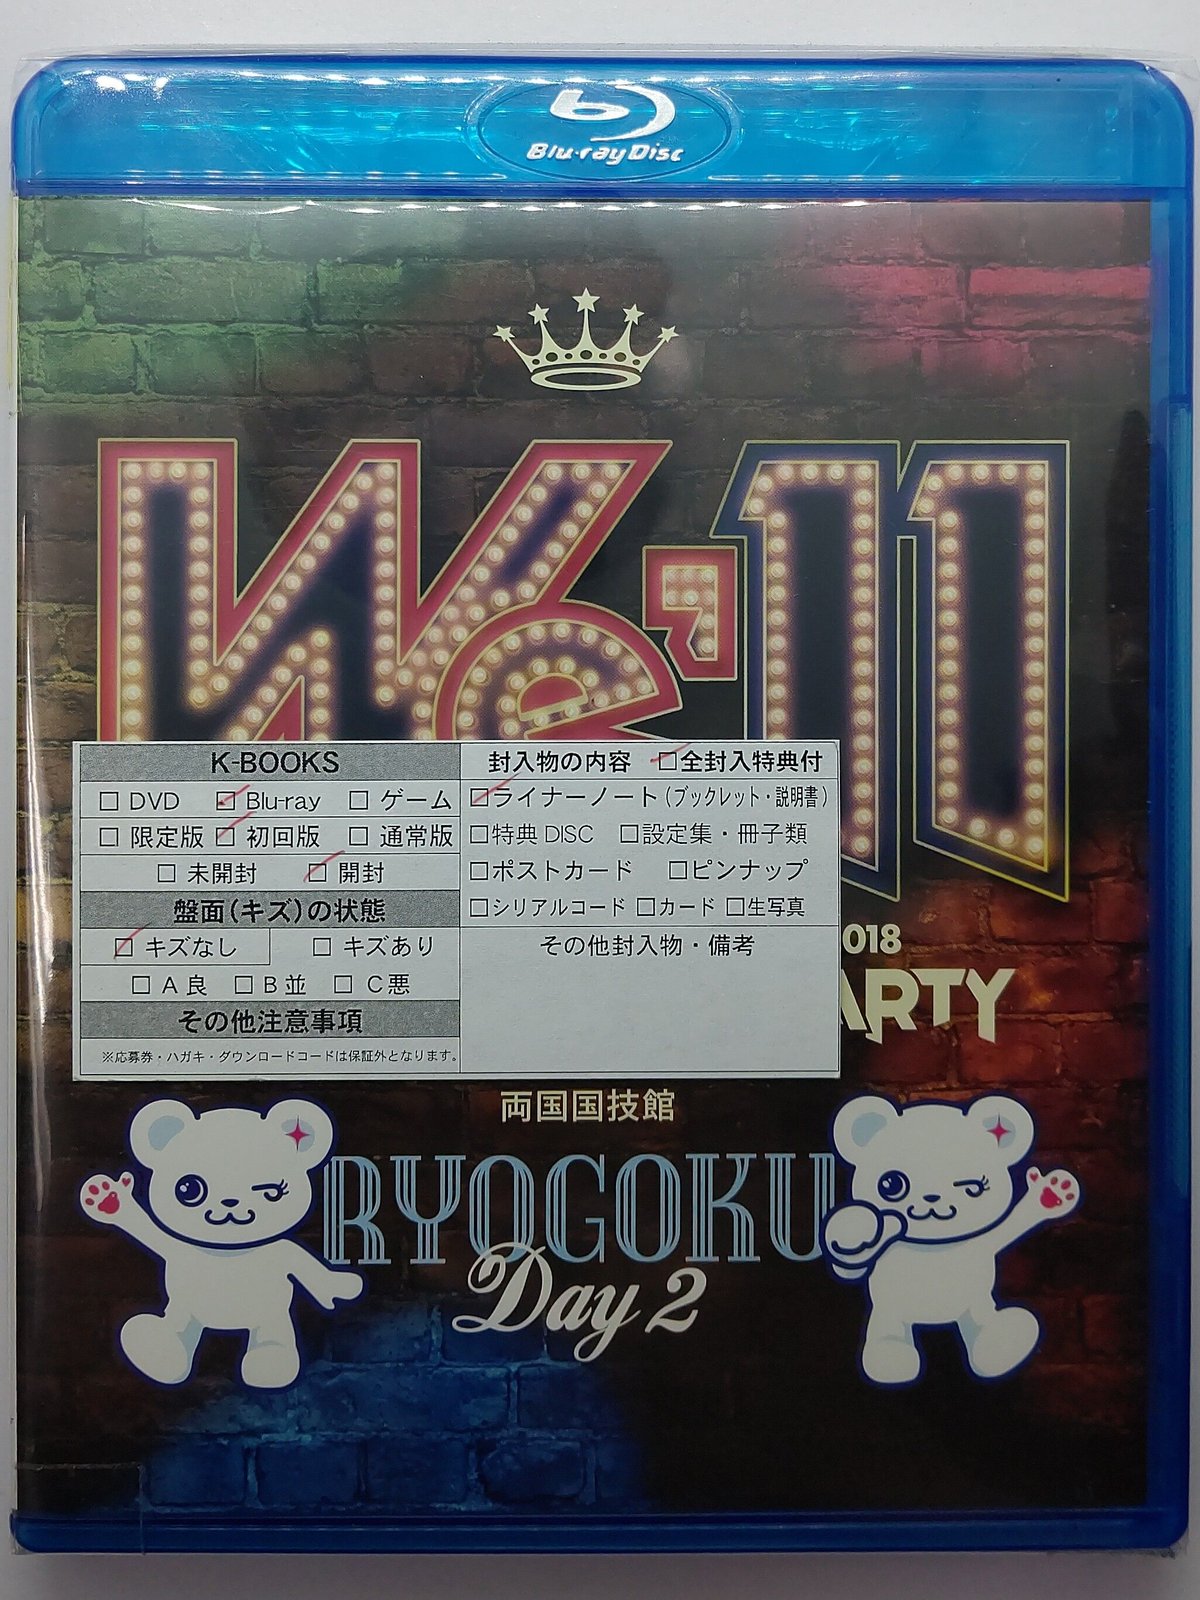 Blu-ray Disc
We'll
K-BOOKS
□ DVD □ Blu-ray □ ゲーム
□ 限定版 □ 初回版 □ 通常版
□ 未開封 □ 開封
盤面(キズ)の状態
□ キズなし □ キズあり
□ A 良 □ B 並 □ C 悪
その他注意事項
※応募券・ハガキ・ダウンロードコードは保証外となります。
封入物の内容 □全封入特典付
□ライナーノート(ブックレット・説明書)
□特典 DISC □設定集・冊子類
□ポストカード □ピンナップ
□シリアルコード □カード □生写真
その他封入物・備考
018
ARTY
両国国技館
RYOGOKU
Day 2